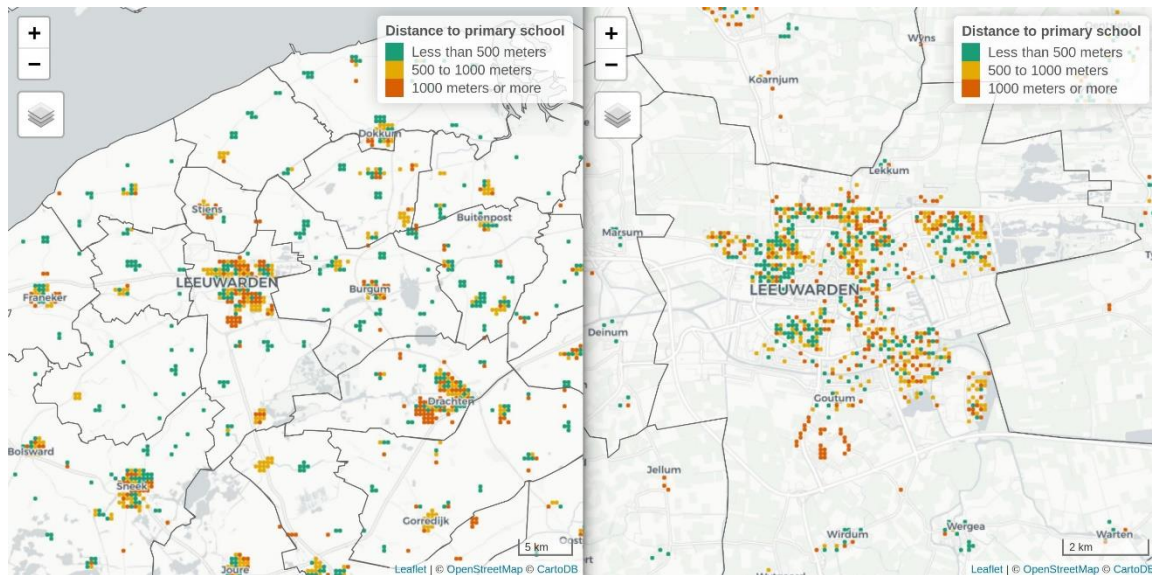 +
−
Distance to primary school
Less than 500 meters
500 to 1000 meters
1000 meters or more
Dokkum
Stiens
Buitenpost
LEEUWARDEN
Franeker
Burgum
Drachten
Bolsward
Sneek
Gorredijk
Joure
5 km
Leaflet | © OpenStreetMap © CartoDB
+
−
Distance to primary school
Less than 500 meters
500 to 1000 meters
1000 meters or more
Wyns
Koarnjum
Lekkum
Marsum
LEEUWARDEN
Deinum
Goutum
Jellum
Wirdum
Wergea
Warten
2 km
Leaflet | © OpenStreetMap © CartoDB